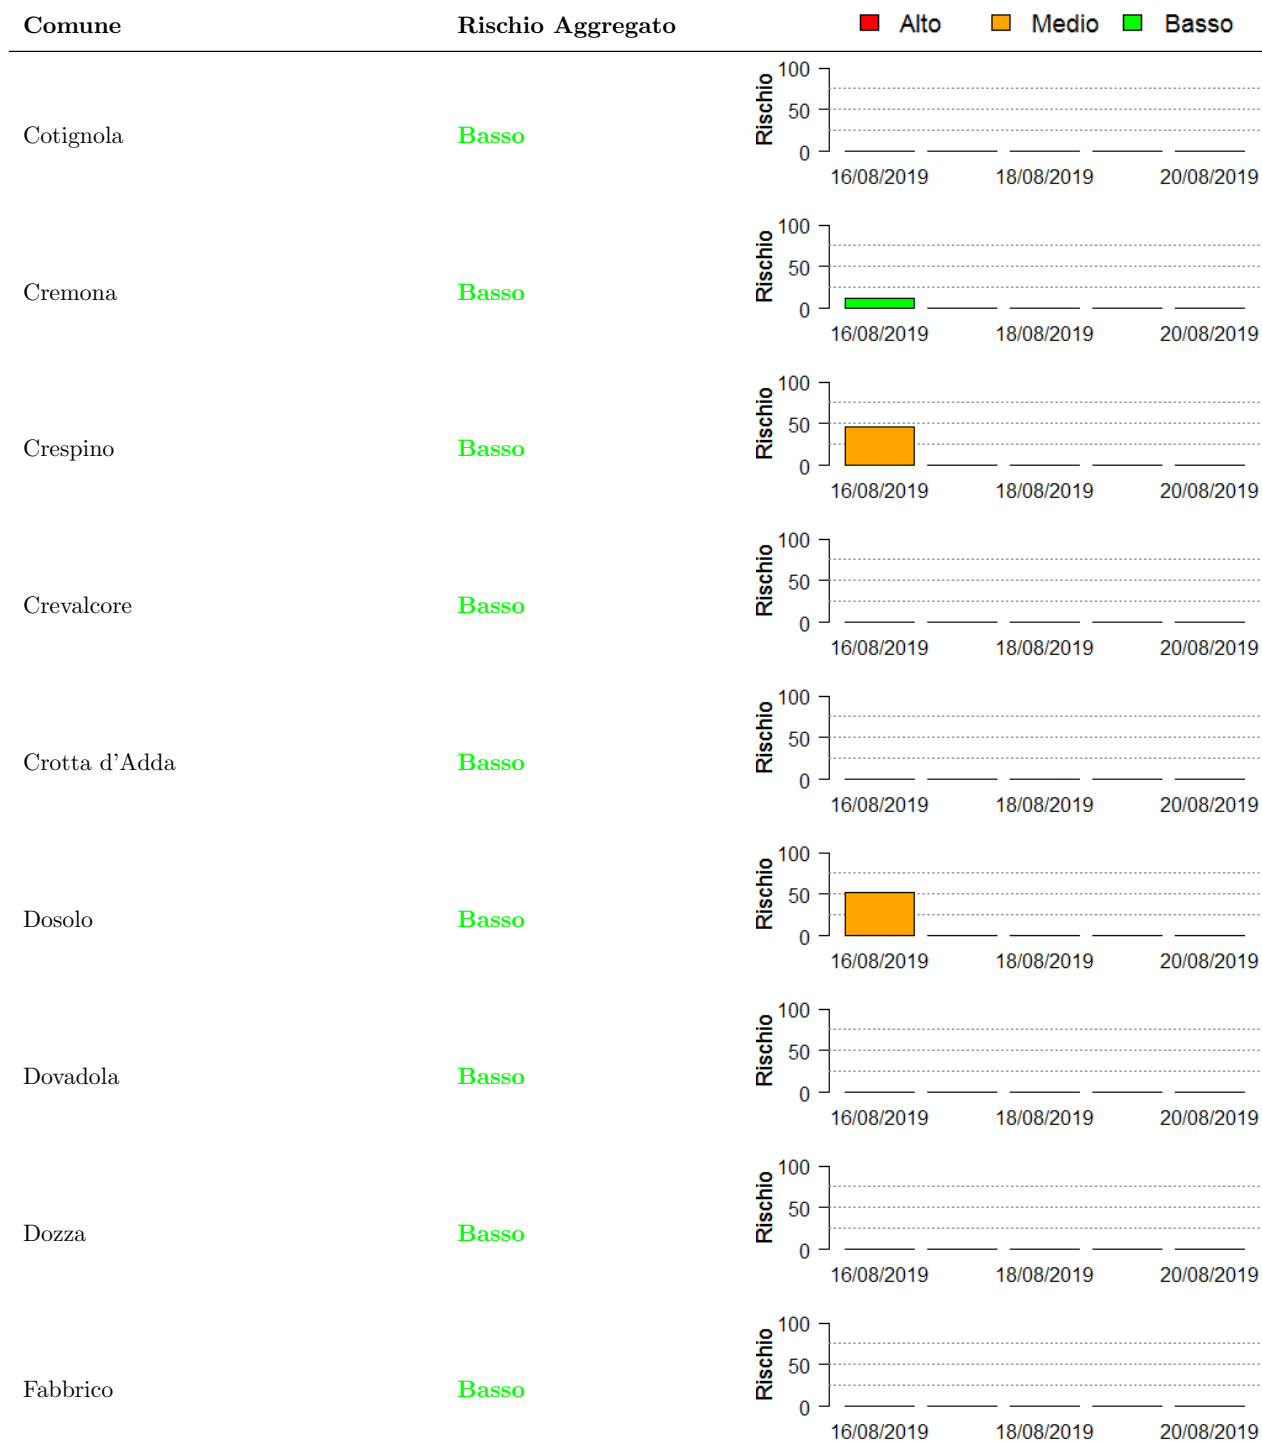 Comune Rischio Aggregato Alto Medio Basso
100
50
0
Rischio
Cotignola Basso
16/08/2019 18/08/2019 20/08/2019
100
50
0
Rischio
Cremona Basso
16/08/2019 18/08/2019 20/08/2019
100
50
0
Rischio
Crespino Basso
16/08/2019 18/08/2019 20/08/2019
100
50
0
Rischio
Crevalcore Basso
16/08/2019 18/08/2019 20/08/2019
100
50
0
Rischio
Crotta d'Adda Basso
16/08/2019 18/08/2019 20/08/2019
100
50
0
Rischio
Dosolo Basso
16/08/2019 18/08/2019 20/08/2019
100
50
0
Rischio
Dovadola Basso
16/08/2019 18/08/2019 20/08/2019
100
50
0
Rischio
Dozza Basso
16/08/2019 18/08/2019 20/08/2019
100
50
0
Rischio
Fabbrico Basso
16/08/2019 18/08/2019 20/08/2019